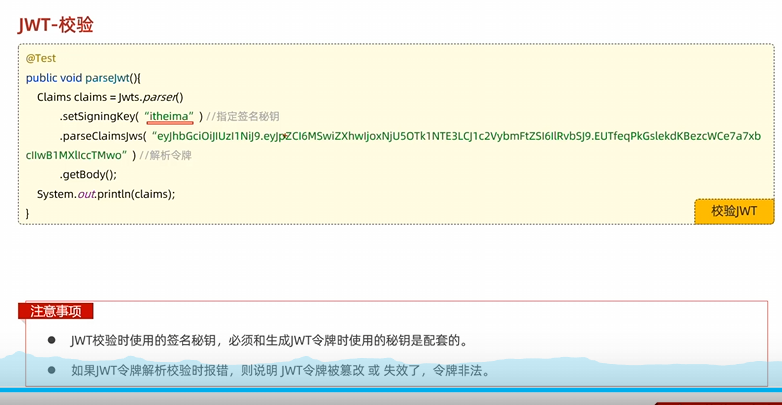 JWT-校验
@Test
public void parseJwt(){
Claims claims = Jwts.parser()
.setSigningKey(“itheima”) //指定签名秘钥
.parseClaimsJws(“eyJhbGciOiJIUzI1NiJ9.eyJpZCI6MSwiZXhwIjoxNjU5OTk1NTE3LCJ1c2VybmFtZSI6IlRvbSJ9.EUTfeqPkGslekdKBezcWCe7a7xb
cIIwB1MXlIccTMwo”) //解析令牌
.getBody();
System.out.println(claims);
}
校验JWT
注意事项
● JWT校验时使用的签名秘钥，必须和生成JWT令牌时使用的秘钥是配套的。
● 如果JWT令牌解析校验时报错，则说明 JWT令牌被篡改 或 失效了，令牌非法。